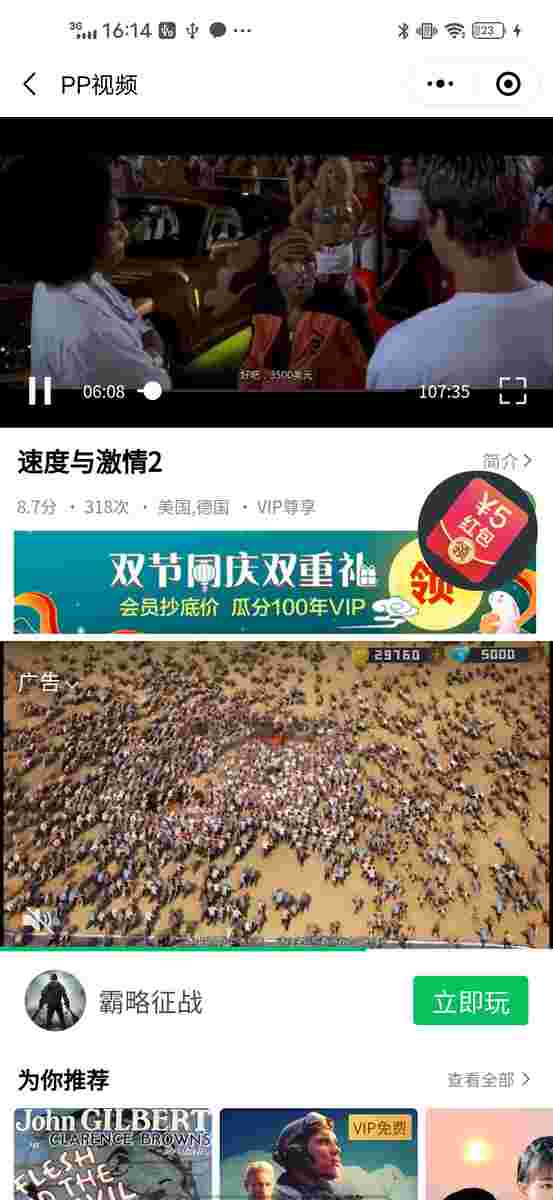 3G 16:14 23
PP视频
好吧，3500美元
06:08
107:35
速度与激情2
简介
8.7分 · 318次 · 美国,德国 · VIP尊享
¥5
红包
双节同庆双重礼
会员抄底价 瓜分100年VIP
领
29760
5000
广告
霸略征战
立即玩
为你推荐
查看全部
John GILBERT
CLARENCE BROWN'S
FLESH
VIP免费